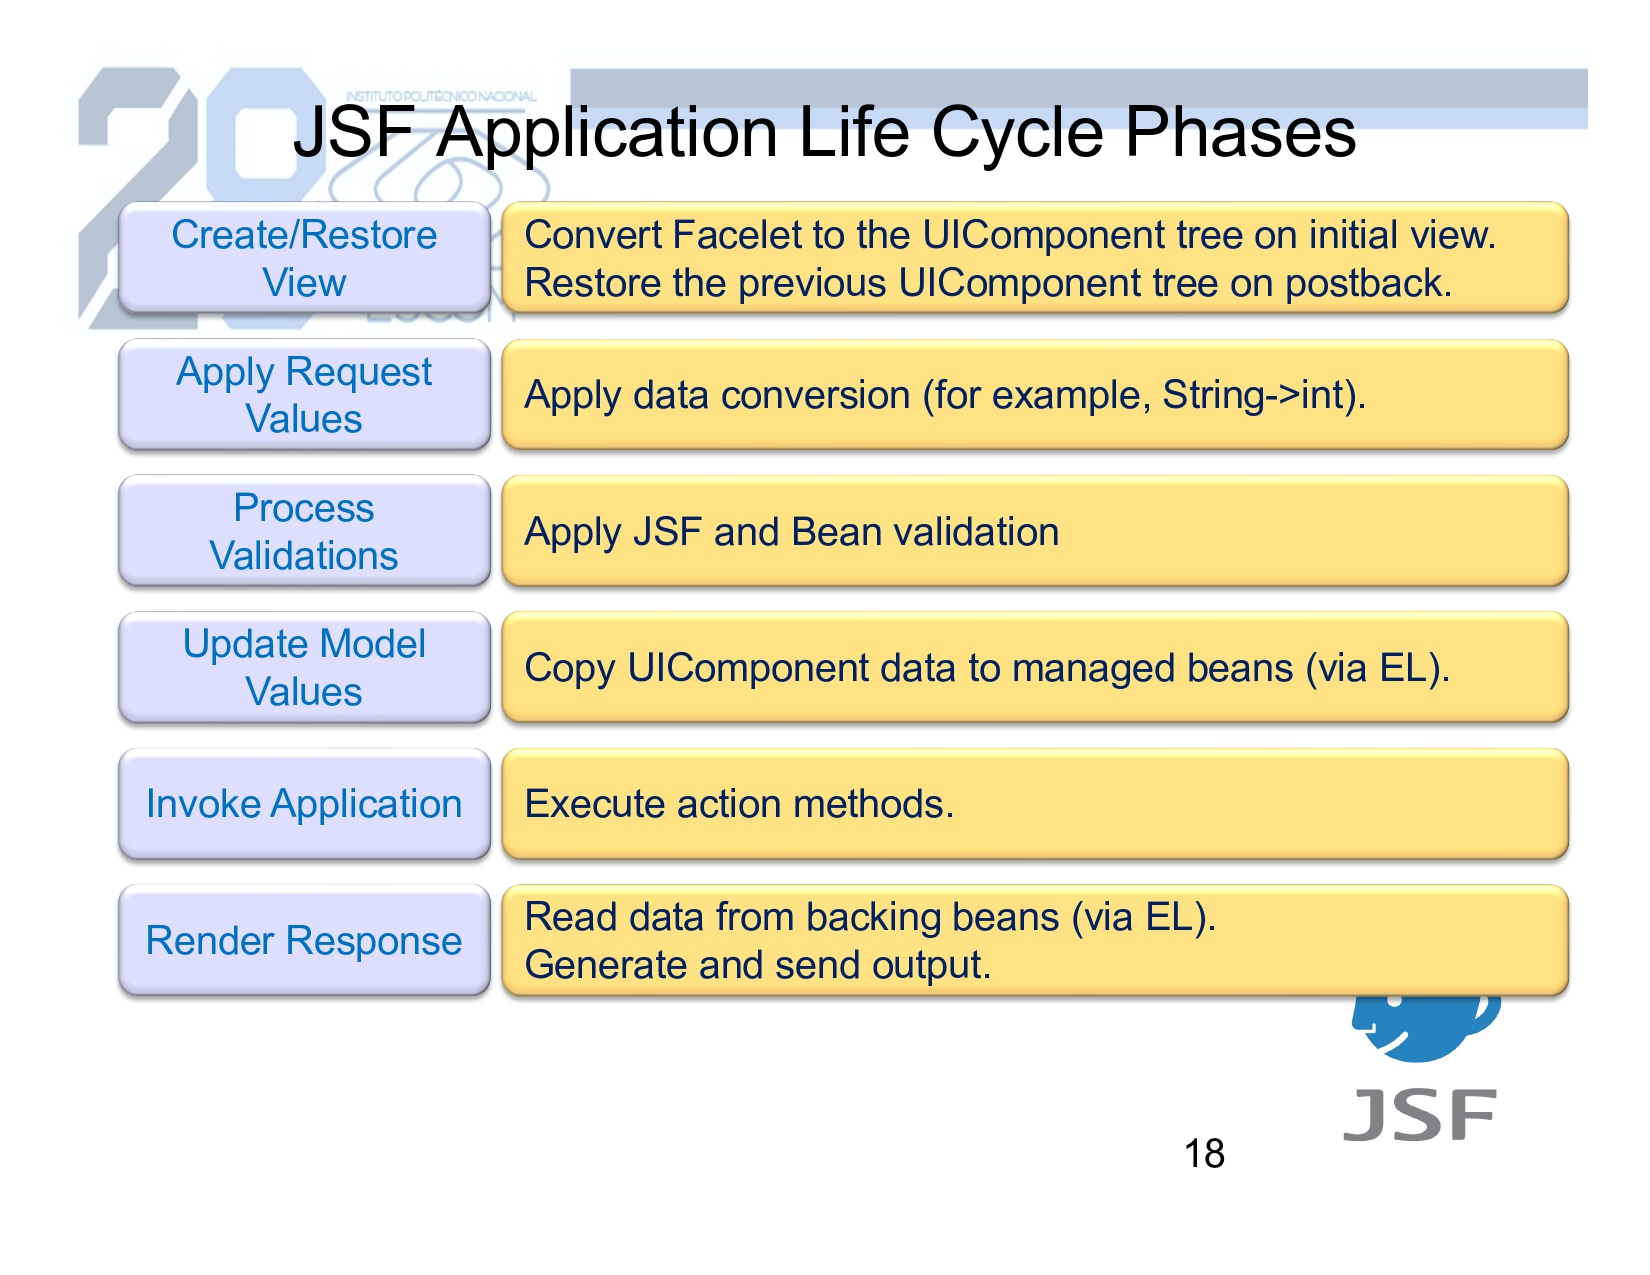 INSTITUTO POLITÉCNICO NACIONAL
JSF Application Life Cycle Phases
Create/Restore
View
Convert Facelet to the UIComponent tree on initial view.
Restore the previous UIComponent tree on postback.
Apply Request
Values
Apply data conversion (for example, String->int).
Process
Validations
Apply JSF and Bean validation
Update Model
Values
Copy UIComponent data to managed beans (via EL).
Invoke Application
Execute action methods.
Render Response
Read data from backing beans (via EL).
Generate and send output.
JSF
18